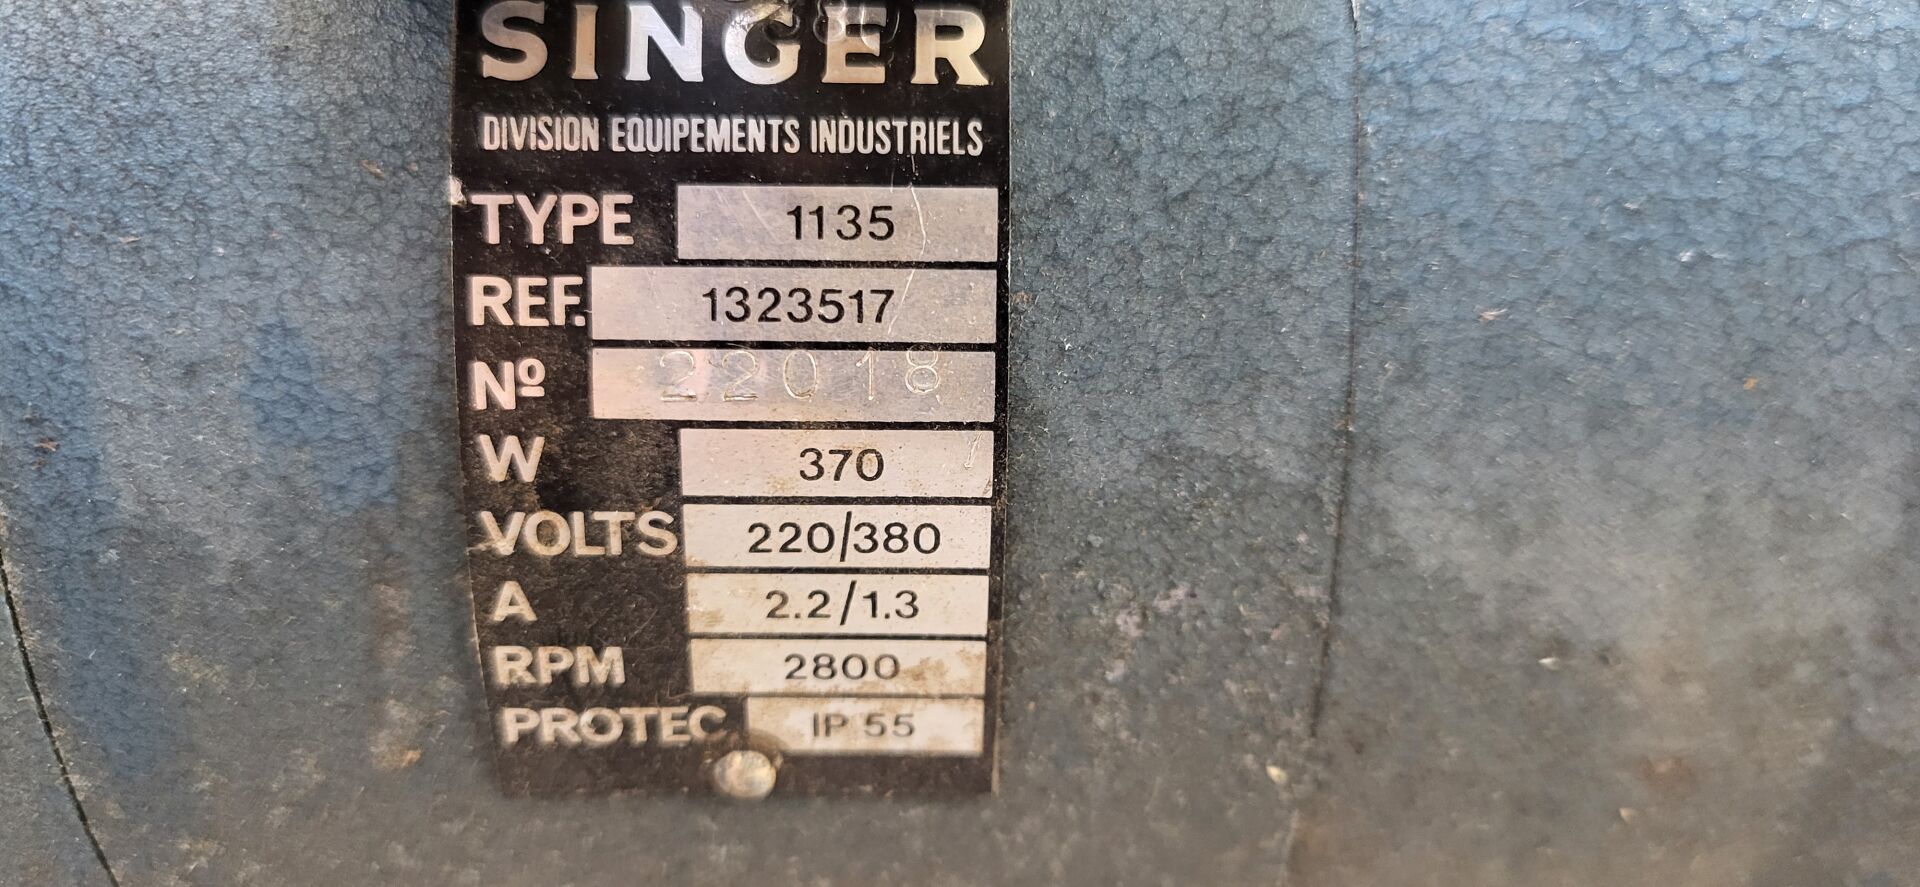 SINGER
DIVISION EQUIPEMENTS INDUSTRIELS
TYPE 1135
REF. 1323517
Nº 22018
W 370
VOLTS 220/380
A 2.2/1.3
RPM 2800
PROTEC IP 55